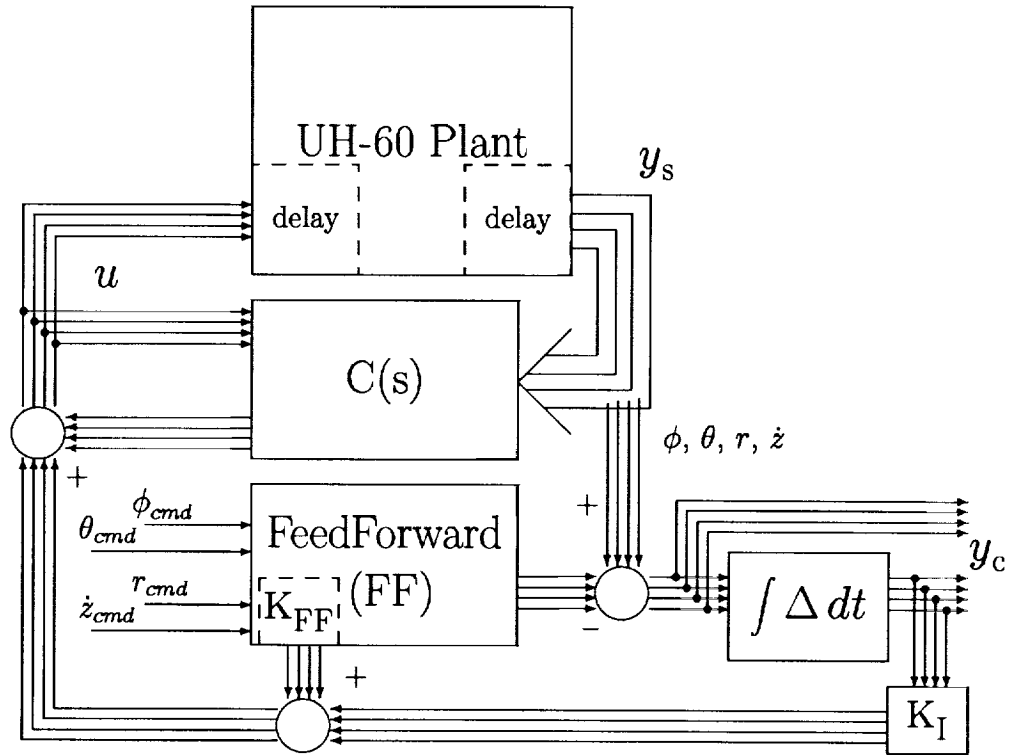 UH-60 Plant
y_s
delay
delay
u
C(s)
ϕ, θ, r, ż
+
+
ϕ_cmd
θ_cmd
FeedForward
(FF)
r_cmd
ż_cmd
K_FF
−
∫ Δ dt
y_c
+
K_I